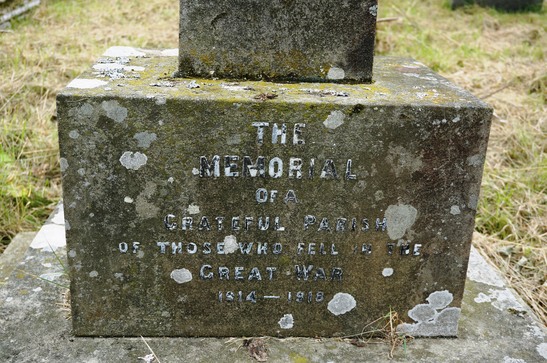 THE
MEMORIAL
OF A
GRATEFUL PARISH
OF THOSE WHO FELL IN THE
GREAT WAR
1914–1918